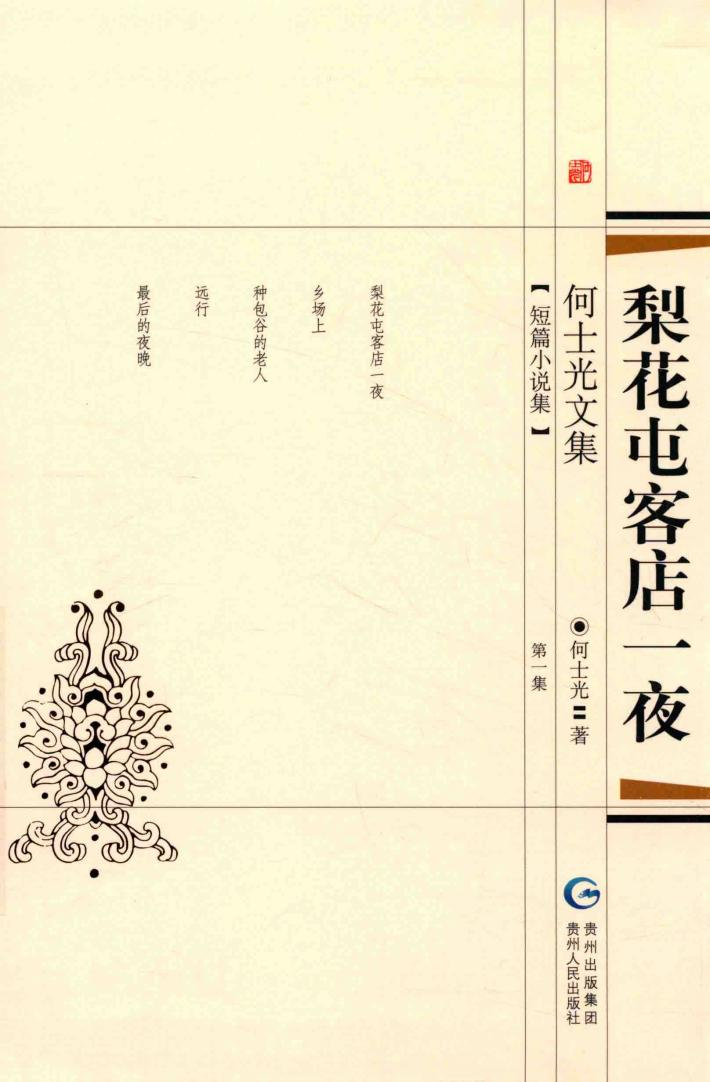 梨花屯客店一夜
何士光文集
【短篇小说集】
◉何士光〓著
第一集
梨花屯客店一夜
乡场上
种包谷的老人
远行
最后的夜晚
贵州出版集团
贵州人民出版社